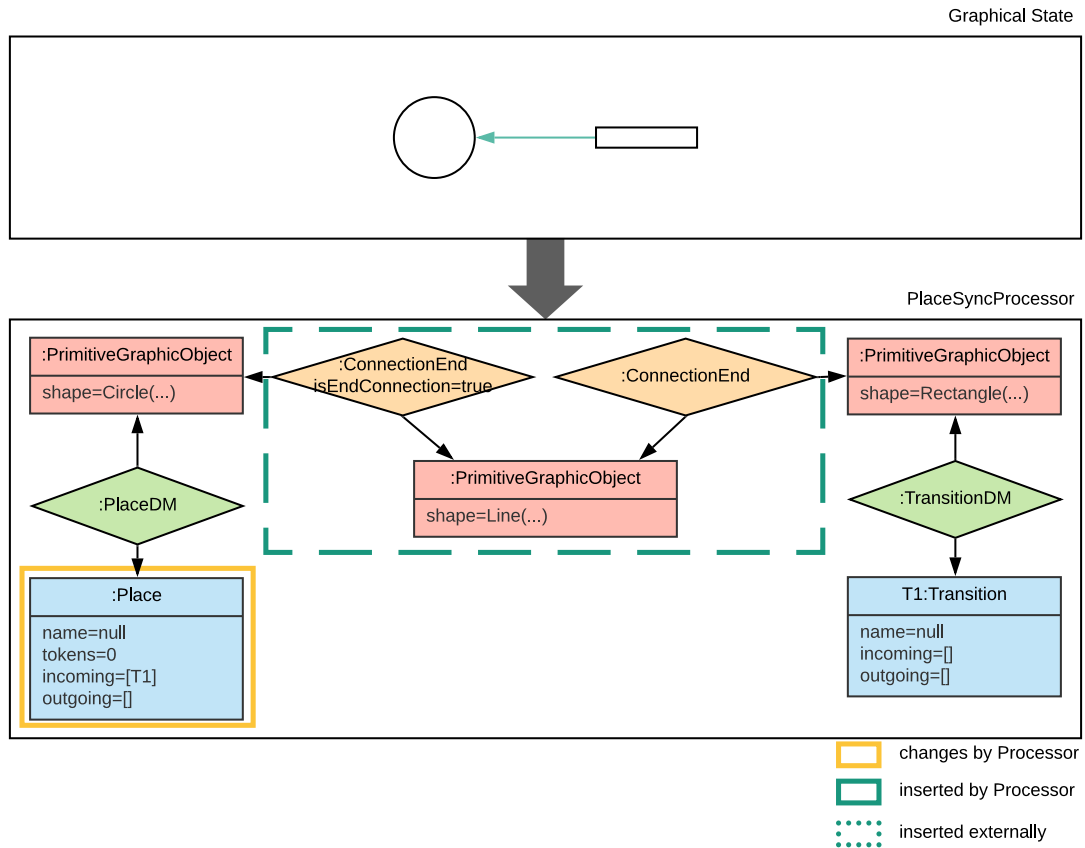 Graphical State
PlaceSyncProcessor
:PrimitiveGraphicObject
shape=Circle(...)
:ConnectionEnd
isEndConnection=true
:ConnectionEnd
:PrimitiveGraphicObject
shape=Rectangle(...)
:PrimitiveGraphicObject
shape=Line(...)
:PlaceDM
:TransitionDM
:Place
name=null
tokens=0
incoming=[T1]
outgoing=[]
T1:Transition
name=null
incoming=[]
outgoing=[]
changes by Processor
inserted by Processor
inserted externally